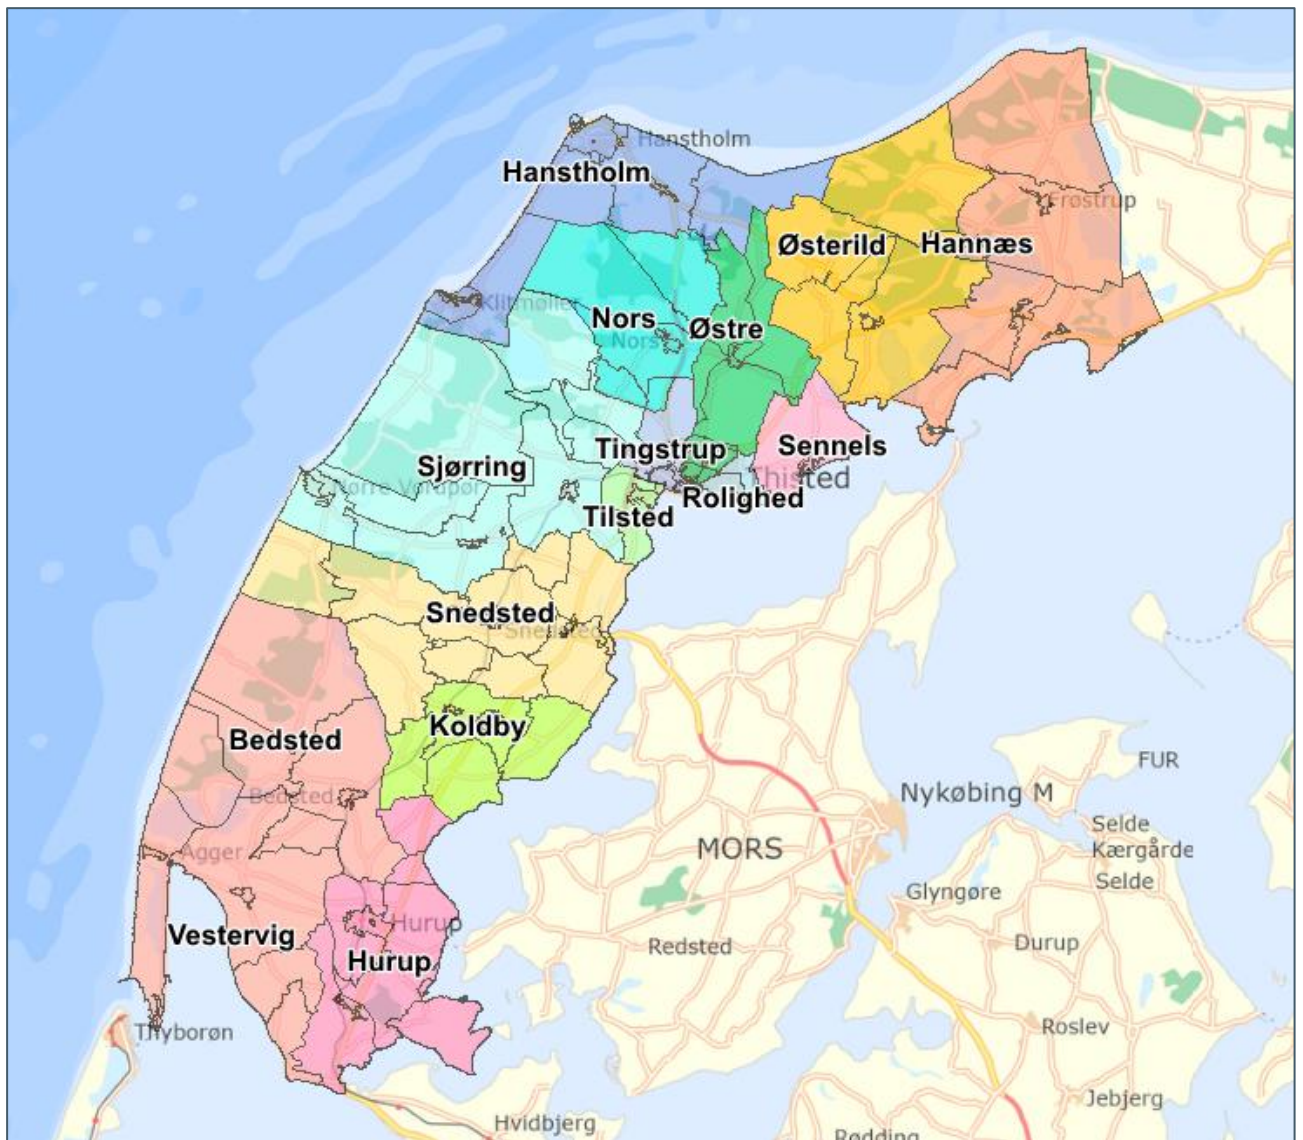 Hanstholm
Hanstholm
Frøstrup
Østerild
Hannæs
Klitmøller
Nors
Østre
Nors
Tingstrup
Sennels
Sjørring
Thisted
Nørre Vorupør
Rolighed
Tilsted
Snedsted
Snedsted
Koldby
Bedsted
FUR
Bedsted
Nykøbing M
Selde
Kærgårde
MORS
Agger
Selde
Glyngøre
Hurup
Vestervig
Redsted
Durup
Hurup
Thyborøn
Roslev
Jebjerg
Hvidbjerg
Rødding